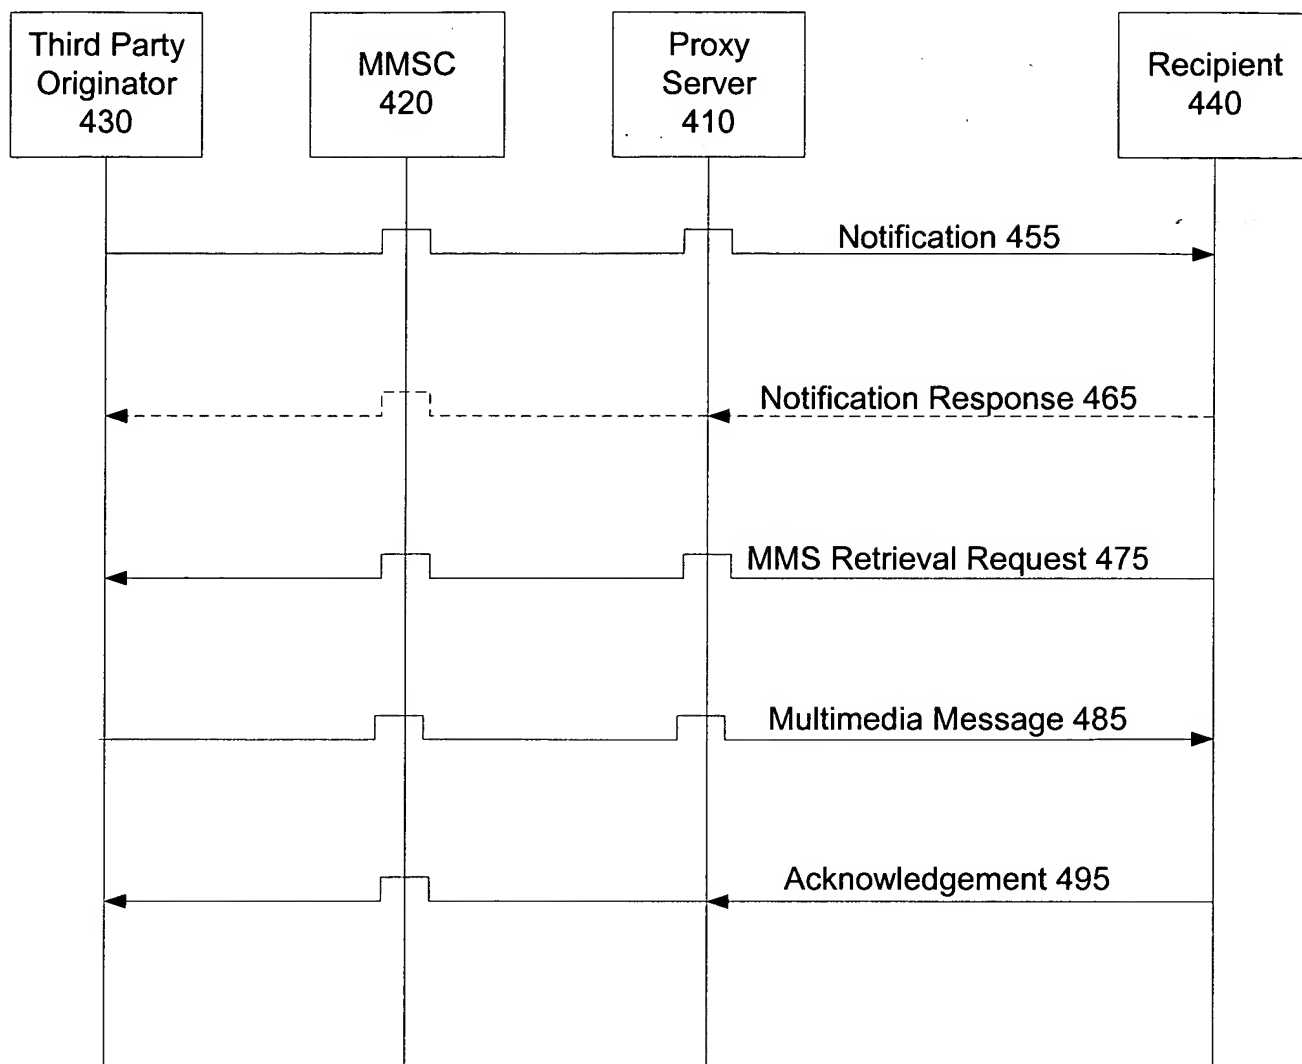 Third Party
Originator
430
MMSC
420
Proxy
Server
410
Recipient
440
Notification 455
Notification Response 465
MMS Retrieval Request 475
Multimedia Message 485
Acknowledgement 495